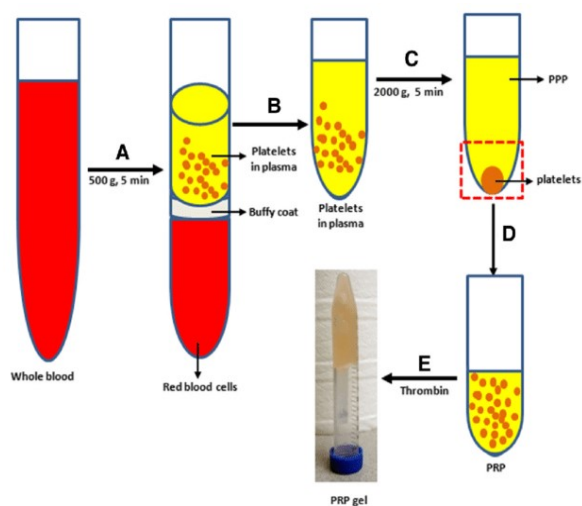 A
500 g, 5 min
Whole blood
Platelets
in plasma
Buffy coat
Red blood cells
B
Platelets
in plasma
C
2000 g, 5 min
PPP
platelets
D
PRP
E
Thrombin
PRP gel